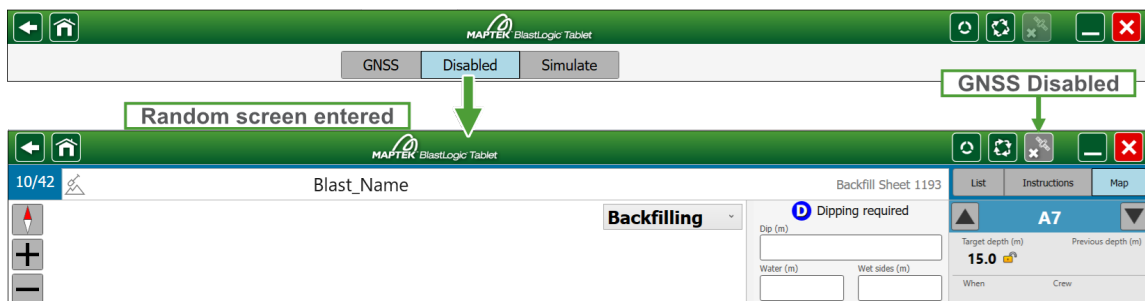 MAPTEK BlastLogic Tablet
GNSS Disabled Simulate
GNSS Disabled
Random screen entered
MAPTEK BlastLogic Tablet
10/42 Blast_Name Backfill Sheet 1193 List Instructions Map
Backfilling D Dipping required A7
Dip (m) Target depth (m) Previous depth (m)
15.0
Water (m) Wet sides (m)
When Crew